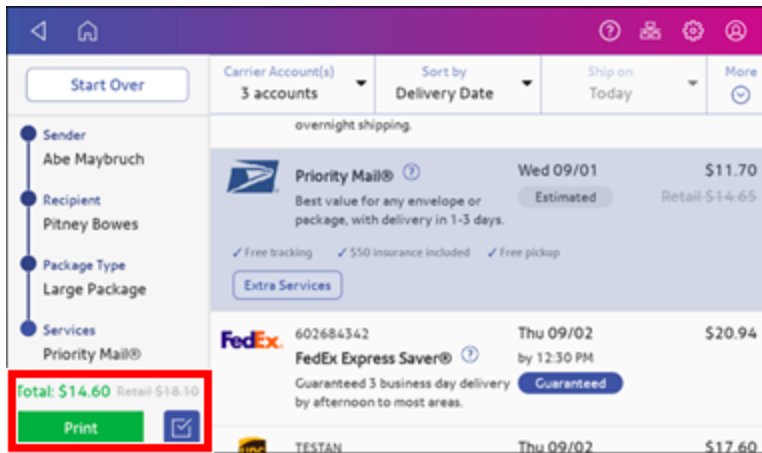 Start Over
Sender
Abe Maybruch
Recipient
Pitney Bowes
Package Type
Large Package
Services
Priority Mail®
Total: $14.60 Retail $18.10
Print
Carrier Account(s)
3 accounts
Sort by
Delivery Date
Ship on
Today
More
overnight shipping.
Priority Mail® ?
Wed 09/01
$11.70
Best value for any envelope or
package, with delivery in 1-3 days.
Estimated
Retail $14.65
✓ Free tracking ✓ $50 insurance included ✓ Free pickup
Extra Services
FedEx.
602684342
Thu 09/02
$20.94
FedEx Express Saver® ?
by 12:30 PM
Guaranteed 3 business day delivery
by afternoon to most areas.
Guaranteed
ups
TESTAN
Thu 09/02
$17.60